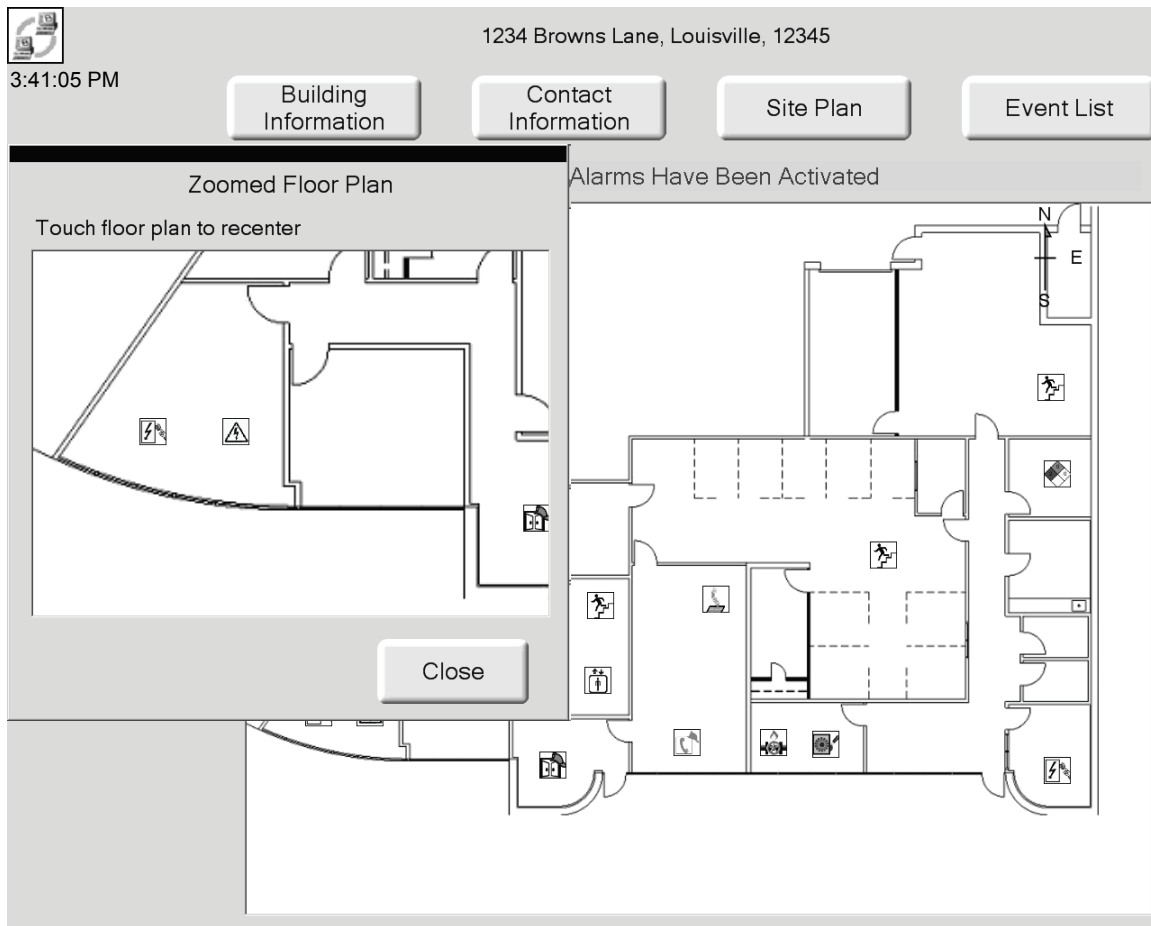 1234 Browns Lane, Louisville, 12345
3:41:05 PM
Building
Information
Contact
Information
Site Plan
Event List
Alarms Have Been Activated
Zoomed Floor Plan
Touch floor plan to recenter
N
E
S
Close